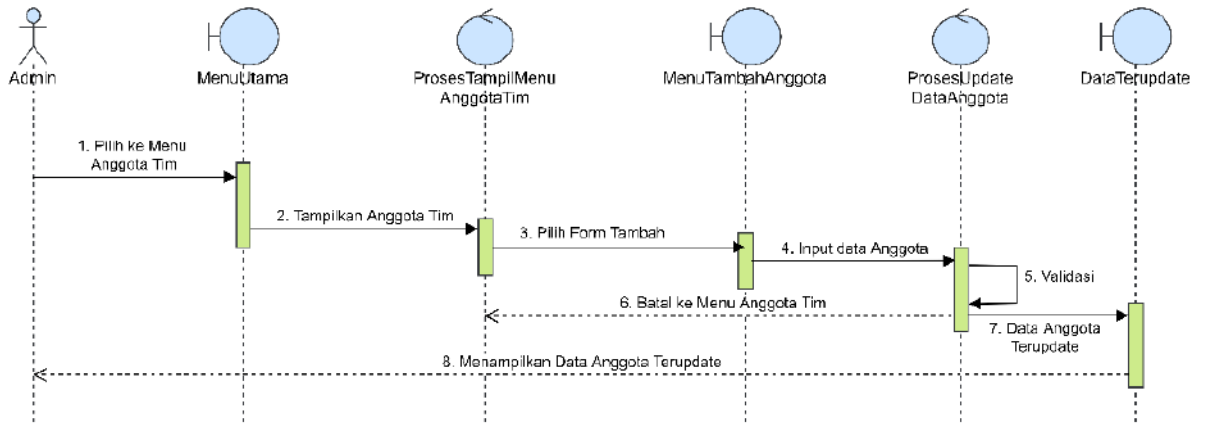 Admin
MenuUtama
ProsesTampilMenu
AnggotaTim
MenuTambahAnggota
ProsesUpdate
DataAnggota
DataTerupdate
1. Pilih ke Menu
Anggota Tim
2. Tampilkan Anggota Tim
3. Pilih Form Tambah
4. Input data Anggota
5. Validasi
6. Batal ke Menu Anggota Tim
7. Data Anggota
Terupdate
8. Menampilkan Data Anggota Terupdate